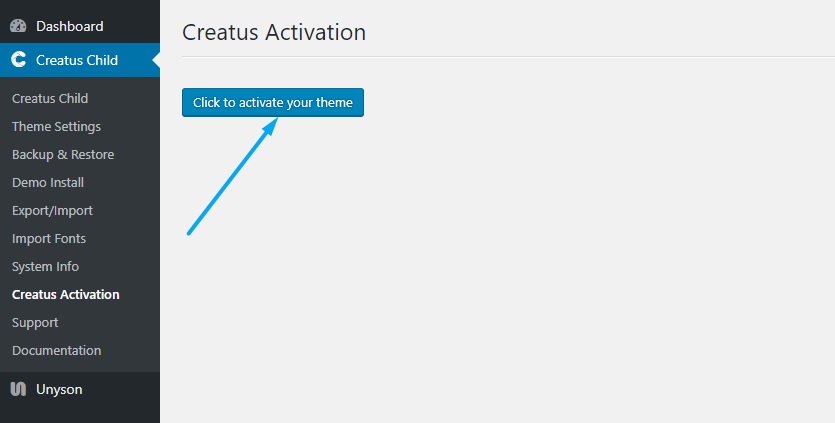 Dashboard
Creatus Child
Creatus Child
Theme Settings
Backup & Restore
Demo Install
Export/Import
Import Fonts
System Info
Creatus Activation
Support
Documentation
Unyson
Creatus Activation
Click to activate your theme